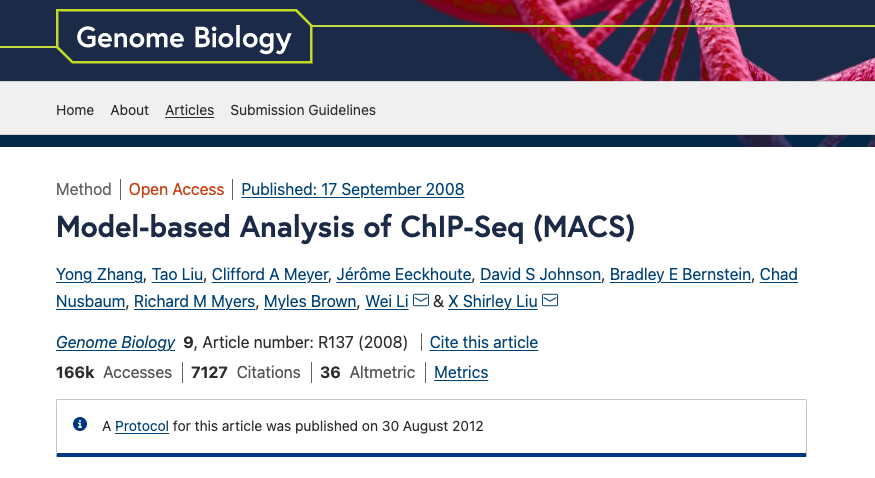 Genome Biology
Home About Articles Submission Guidelines
Method Open Access Published: 17 September 2008
Model-based Analysis of ChIP-Seq (MACS)
Yong Zhang, Tao Liu, Clifford A Meyer, Jérôme Eeckhoute, David S Johnson, Bradley E Bernstein, Chad
Nusbaum, Richard M Myers, Myles Brown, Wei Li & X Shirley Liu
Genome Biology 9, Article number: R137 (2008) Cite this article
166k Accesses 7127 Citations 36 Altmetric Metrics
A Protocol for this article was published on 30 August 2012